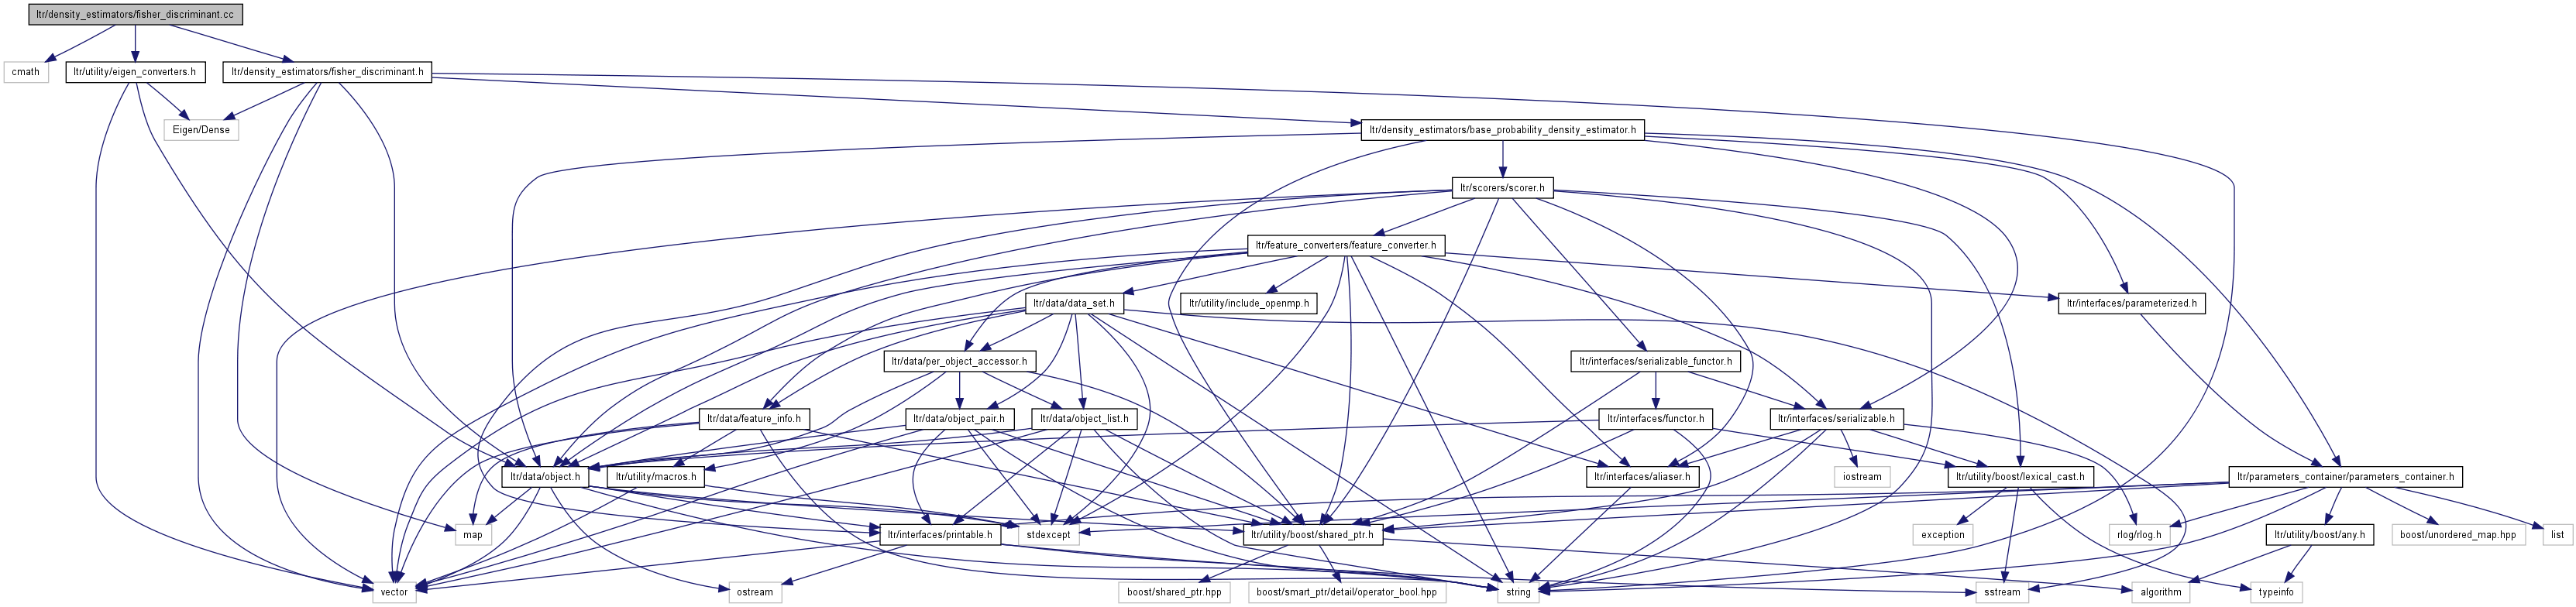 ltr/density_estimators/fisher_discriminant.cc
cmath
ltr/utility/eigen_converters.h
ltr/density_estimators/fisher_discriminant.h
Eigen/Dense
ltr/density_estimators/base_probability_density_estimator.h
ltr/scorers/scorer.h
ltr/feature_converters/feature_converter.h
ltr/data/data_set.h
ltr/utility/include_openmp.h
ltr/interfaces/parameterized.h
ltr/data/per_object_accessor.h
ltr/interfaces/serializable_functor.h
ltr/data/feature_info.h
ltr/data/object_pair.h
ltr/data/object_list.h
ltr/interfaces/functor.h
ltr/interfaces/serializable.h
ltr/data/object.h
ltr/utility/macros.h
ltr/interfaces/aliaser.h
iostream
ltr/utility/boost/lexical_cast.h
ltr/parameters_container/parameters_container.h
map
ltr/interfaces/printable.h
stdexcept
ltr/utility/boost/shared_ptr.h
exception
rlog/rlog.h
ltr/utility/boost/any.h
boost/unordered_map.hpp
list
vector
ostream
boost/shared_ptr.hpp
boost/smart_ptr/detail/operator_bool.hpp
string
sstream
algorithm
typeinfo